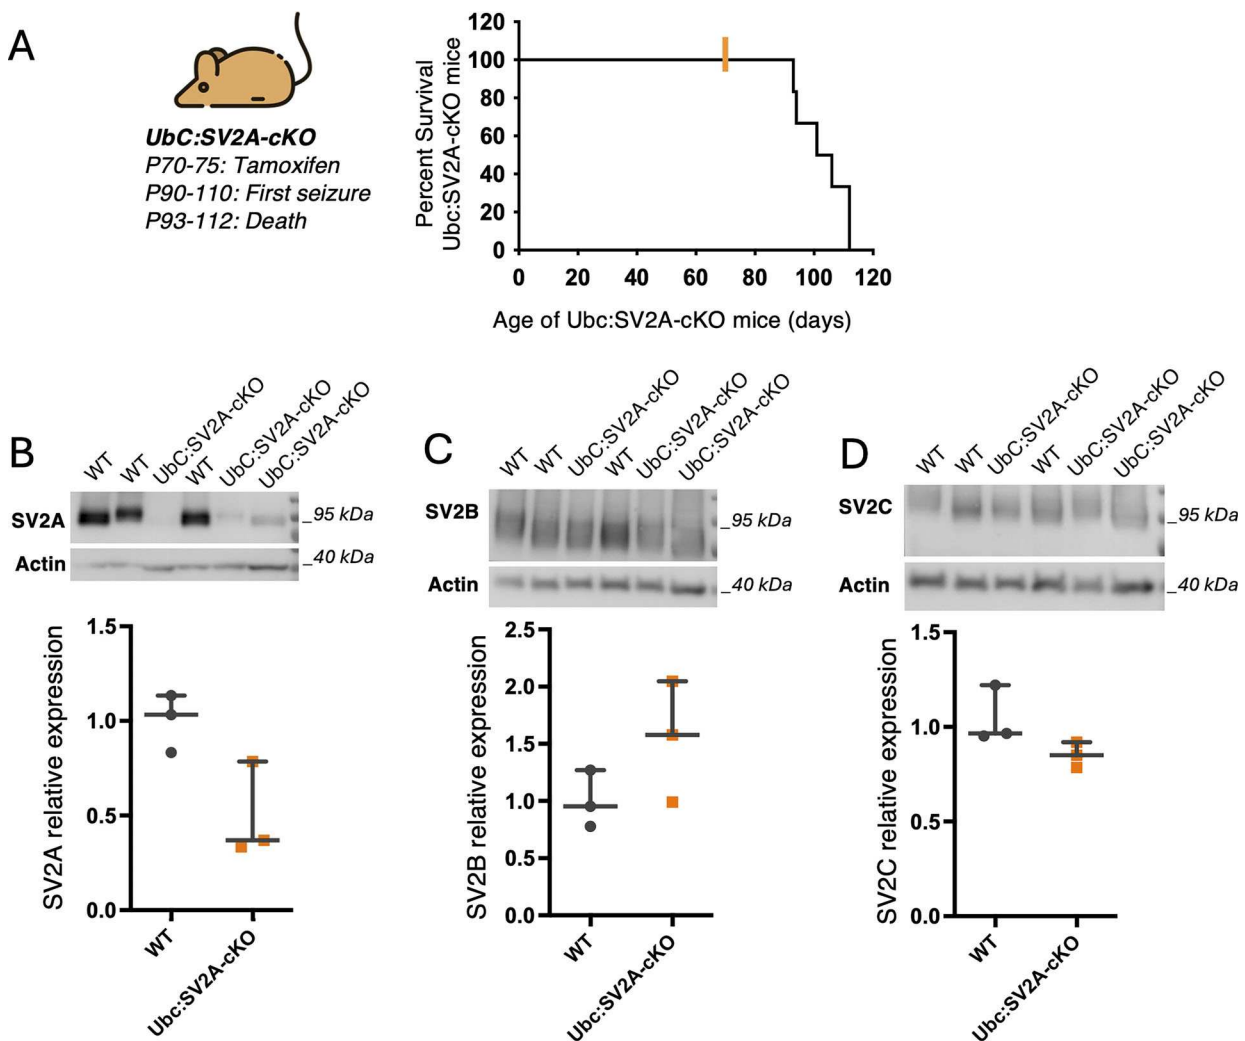 A
UbC:SV2A-cKO
P70-75: Tamoxifen
P90-110: First seizure
P93-112: Death
Percent Survival
Ubc:SV2A-cKO mice
120
100
80
60
40
20
0
0 20 40 60 80 100 120
Age of Ubc:SV2A-cKO mice (days)
B
WT WT UbC:SV2A-cKO WT UbC:SV2A-cKO UbC:SV2A-cKO
SV2A
_95 kDa
Actin
_40 kDa
SV2A relative expression
1.5
1.0
0.5
0.0
WT
Ubc:SV2A-cKO
C
WT WT UbC:SV2A-cKO WT UbC:SV2A-cKO UbC:SV2A-cKO
SV2B
_95 kDa
Actin
_40 kDa
SV2B relative expression
2.5
2.0
1.5
1.0
0.5
0.0
WT
Ubc:SV2A-cKO
D
WT WT UbC:SV2A-cKO WT UbC:SV2A-cKO UbC:SV2A-cKO
SV2C
_95 kDa
Actin
_40 kDa
SV2C relative expression
1.5
1.0
0.5
0.0
WT
Ubc:SV2A-cKO